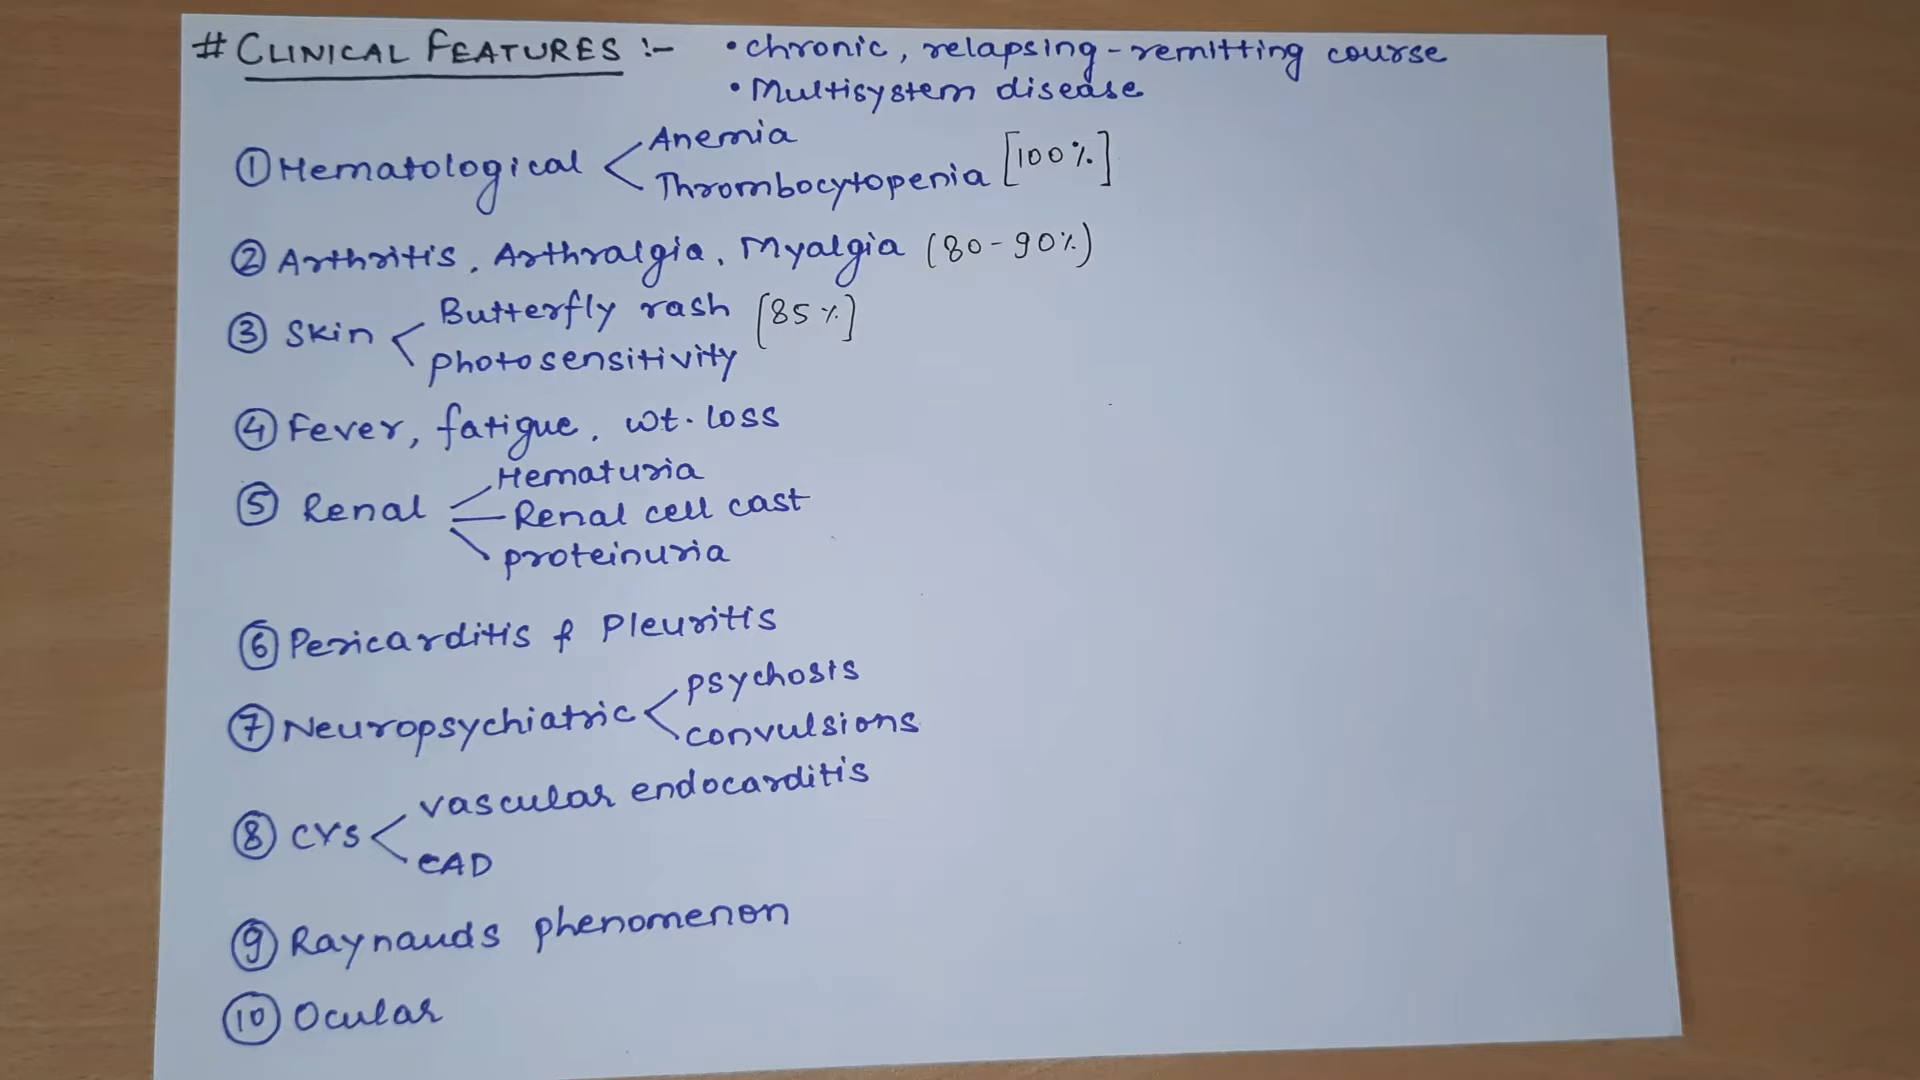 # CLINICAL FEATURES :- • chronic, relapsing-remitting course
• Multisystem disease
① Hematological < Anemia
Thrombocytopenia [100%]
② Arthritis, Arthralgia, Myalgia (80-90%)
③ Skin < Butterfly rash [85%]
photosensitivity
④ Fever, fatigue, wt. loss
⑤ Renal Hematuria
Renal cell cast
proteinuria
⑥ Pericarditis & Pleuritis
⑦ Neuropsychiatric < psychosis
convulsions
⑧ CVS < vascular endocarditis
CAD
⑨ Raynauds phenomenon
⑩ Ocular